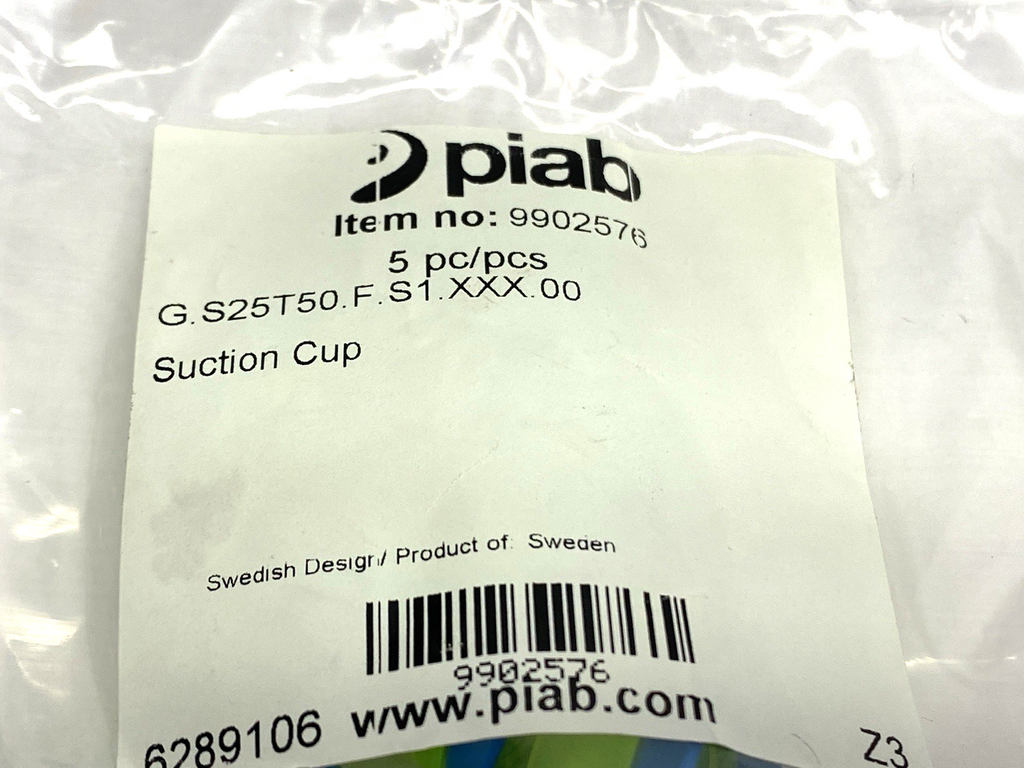 piab
Item no: 9902576
5 pc/pcs
G.S25T50.F.S1.XXX.00
Suction Cup
Swedish Design/ Product of: Sweden
9902576
www.piab.com
6289106
Z3